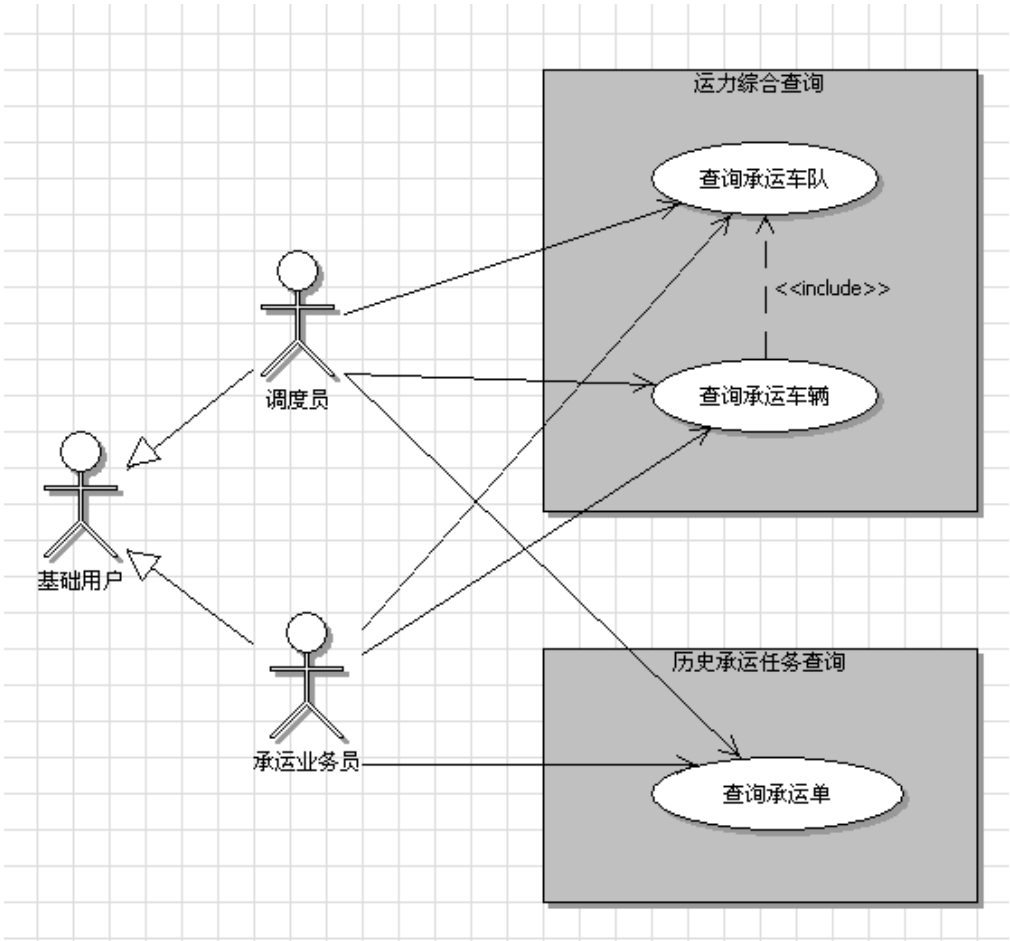 运力综合查询
查询承运车队
<<include>>
查询承运车辆
调度员
基础用户
历史承运任务查询
承运业务员
查询承运单